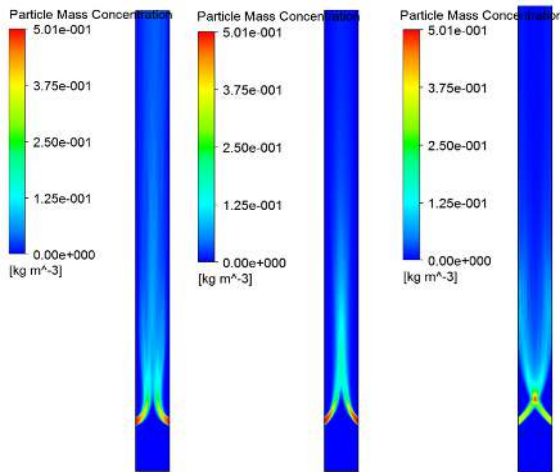 Particle Mass Concentration
5.01e-001
3.75e-001
2.50e-001
1.25e-001
0.00e+000
[kg m^-3]
Particle Mass Concentration
5.01e-001
3.75e-001
2.50e-001
1.25e-001
0.00e+000
[kg m^-3]
Particle Mass Concentration
5.01e-001
3.75e-001
2.50e-001
1.25e-001
0.00e+000
[kg m^-3]